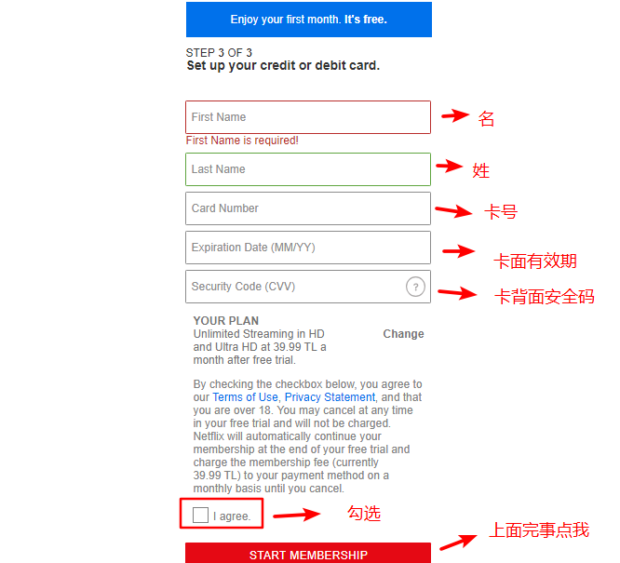 Enjoy your first month. It's free.
STEP 3 OF 3
Set up your credit or debit card.
First Name
名
First Name is required!
Last Name
姓
Card Number
卡号
Expiration Date (MM/YY)
卡面有效期
Security Code (CVV)
?
卡背面安全码
YOUR PLAN
Unlimited Streaming in HD
and Ultra HD at 39.99 TL a
month after free trial.
Change
By checking the checkbox below, you agree to
our Terms of Use, Privacy Statement, and that
you are over 18. You may cancel at any time
in your free trial and will not be charged.
Netflix will automatically continue your
membership at the end of your free trial and
charge the membership fee (currently
39.99 TL) to your payment method on a
monthly basis until you cancel.
I agree.
勾选
上面完事点我
START MEMBERSHIP